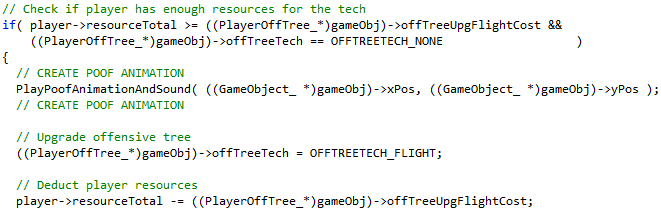 // Check if player has enough resources for the tech
if( player->resourceTotal >= ((PlayerOffTree_*)gameObj)->offTreeUpgFlightCost &&
    ((PlayerOffTree_*)gameObj)->offTreeTech == OFFTREETECH_NONE                   )
{
  // CREATE POOF ANIMATION
  PlayPoofAnimationAndSound( ((GameObject_ *)gameObj)->xPos, ((GameObject_ *)gameObj)->yPos );
  // CREATE POOF ANIMATION

  // Upgrade offensive tree
  ((PlayerOffTree_*)gameObj)->offTreeTech = OFFTREETECH_FLIGHT;

  // Deduct player resources
  player->resourceTotal -= ((PlayerOffTree_*)gameObj)->offTreeUpgFlightCost;